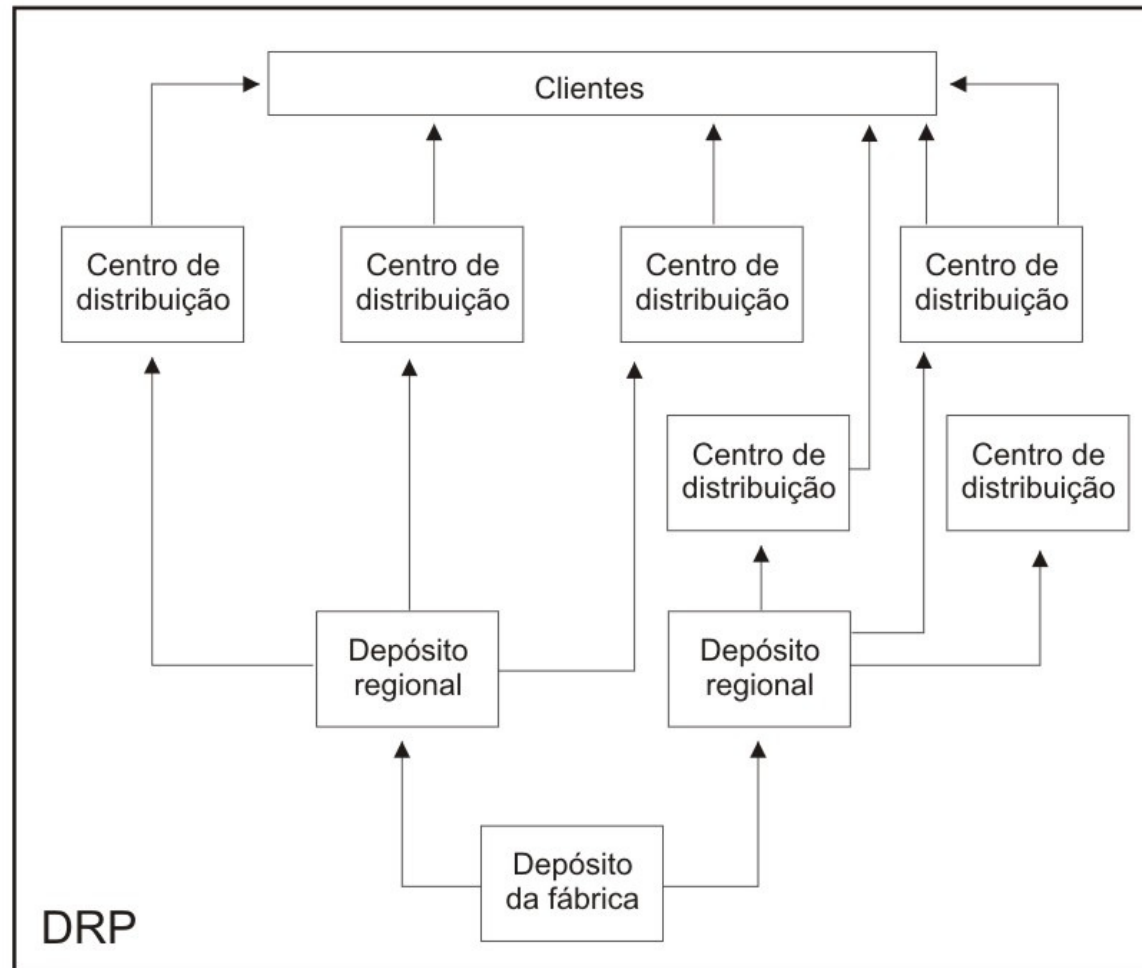 Clientes
Centro de
distribuição
Centro de
distribuição
Centro de
distribuição
Centro de
distribuição
Centro de
distribuição
Centro de
distribuição
Depósito
regional
Depósito
regional
Depósito
da fábrica
DRP